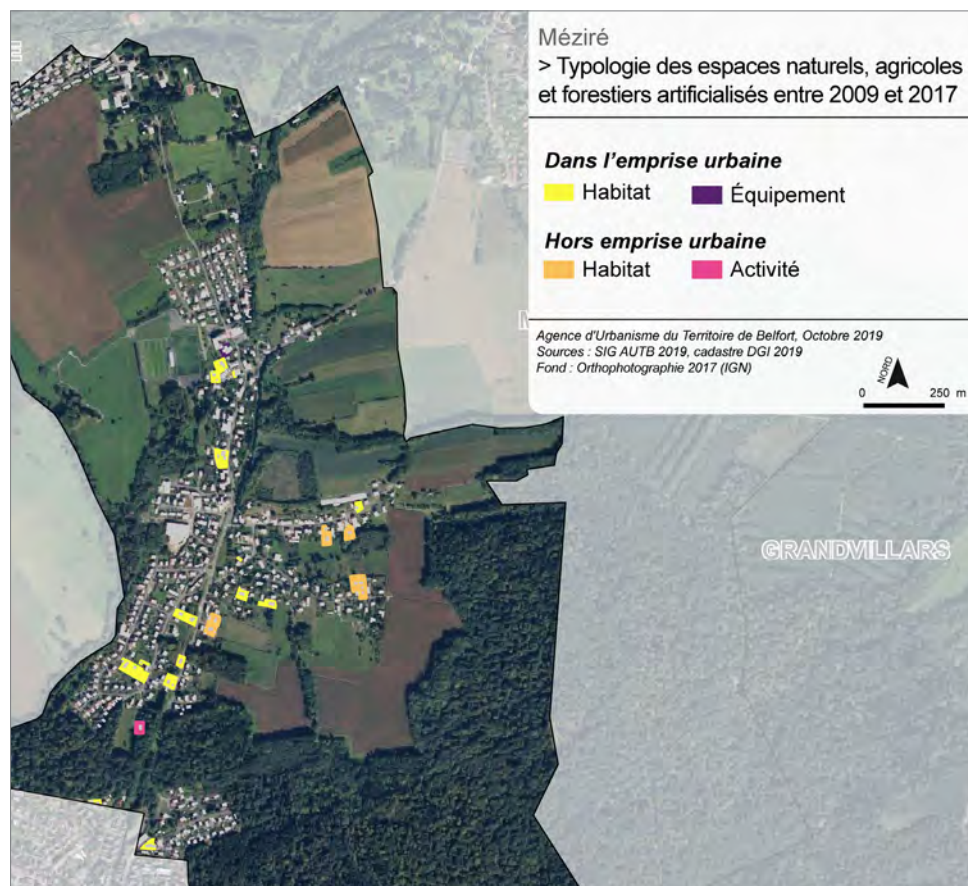 Méziré
> Typologie des espaces naturels, agricoles
et forestiers artificialisés entre 2009 et 2017
Dans l'emprise urbaine
Habitat Équipement
Hors emprise urbaine
Habitat Activité
Agence d'Urbanisme du Territoire de Belfort, Octobre 2019
Sources : SIG AUTB 2019, cadastre DGI 2019
Fond : Orthophotographie 2017 (IGN)
NORD
0 250 m
GRANDVILLARS